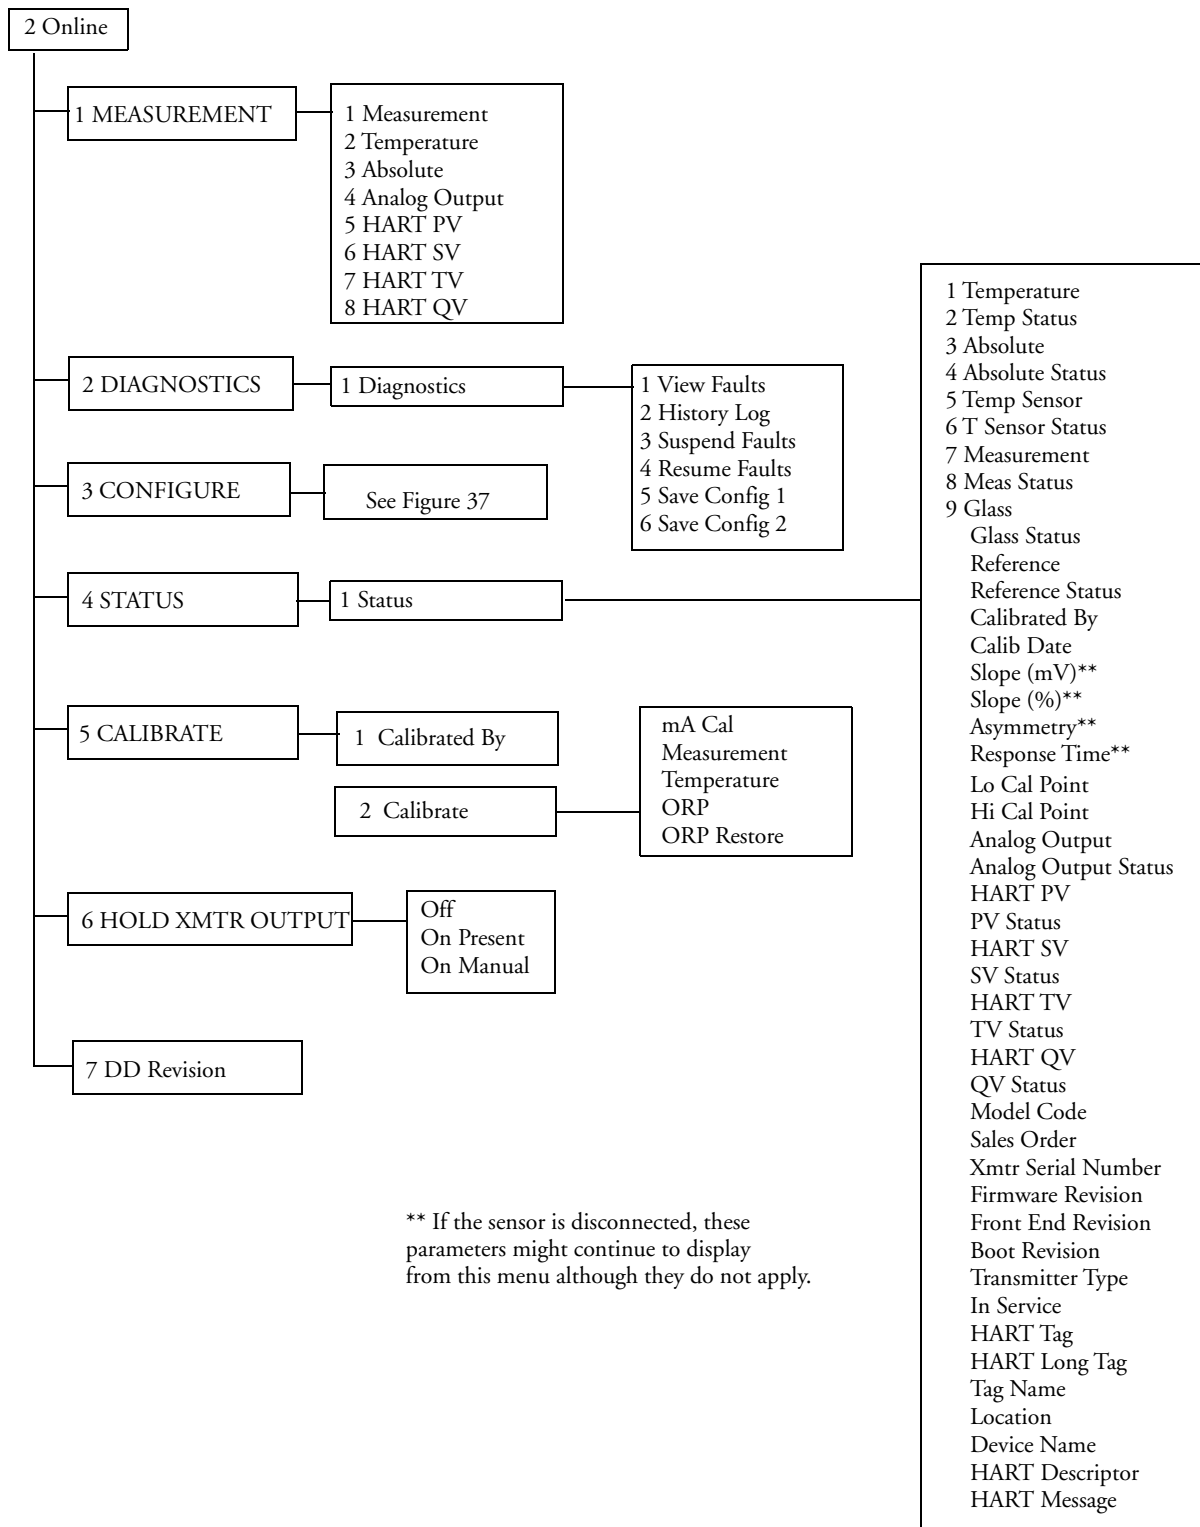 2 Online
1 MEASUREMENT
1 Measurement
2 Temperature
3 Absolute
4 Analog Output
5 HART PV
6 HART SV
7 HART TV
8 HART QV
2 DIAGNOSTICS
1 Diagnostics
1 View Faults
2 History Log
3 Suspend Faults
4 Resume Faults
5 Save Config 1
6 Save Config 2
3 CONFIGURE
See Figure 37
4 STATUS
1 Status
1 Temperature
2 Temp Status
3 Absolute
4 Absolute Status
5 Temp Sensor
6 T Sensor Status
7 Measurement
8 Meas Status
9 Glass
Glass Status
Reference
Reference Status
Calibrated By
Calib Date
Slope (mV)**
Slope (%)**
Asymmetry**
Response Time**
Lo Cal Point
Hi Cal Point
Analog Output
Analog Output Status
HART PV
PV Status
HART SV
SV Status
HART TV
TV Status
HART QV
QV Status
Model Code
Sales Order
Xmtr Serial Number
Firmware Revision
Front End Revision
Boot Revision
Transmitter Type
In Service
HART Tag
HART Long Tag
Tag Name
Location
Device Name
HART Descriptor
HART Message
5 CALIBRATE
1 Calibrated By
2 Calibrate
mA Cal
Measurement
Temperature
ORP
ORP Restore
6 HOLD XMTR OUTPUT
Off
On Present
On Manual
7 DD Revision
** If the sensor is disconnected, these
parameters might continue to display
from this menu although they do not apply.